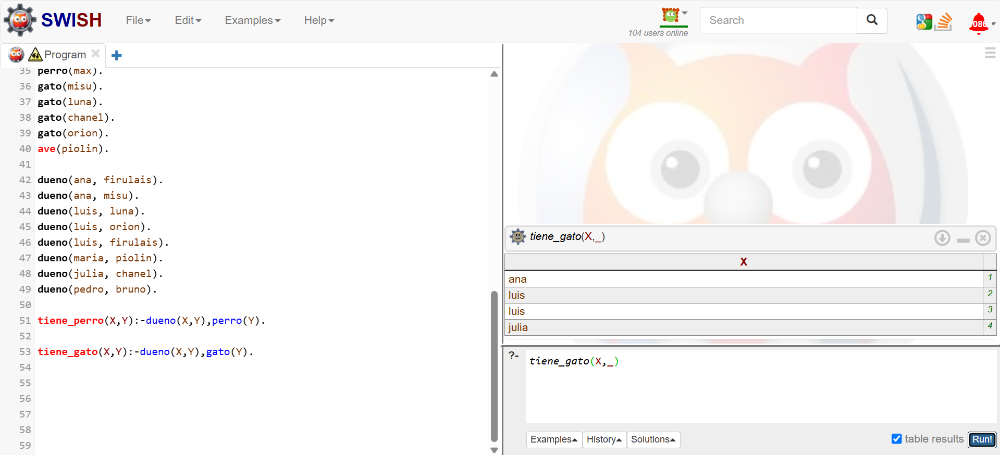 SWISH File Edit Examples Help 104 users online Search 086
Program
35 perro(max).
36 gato(misu).
37 gato(luna).
38 gato(chanel).
39 gato(orion).
40 ave(piolin).
41
42 dueno(ana, firulais).
43 dueno(ana, misu).
44 dueno(luis, luna).
45 dueno(luis, orion).
46 dueno(luis, firulais).
47 dueno(maria, piolin).
48 dueno(julia, chanel).
49 dueno(pedro, bruno).
50
51 tiene_perro(X,Y):-dueno(X,Y),perro(Y).
52
53 tiene_gato(X,Y):-dueno(X,Y),gato(Y).
54
55
56
57
58
59
tiene_gato(X,_)
X
ana 1
luis 2
luis 3
julia 4
?- tiene_gato(X,_)
Examples History Solutions table results Run!